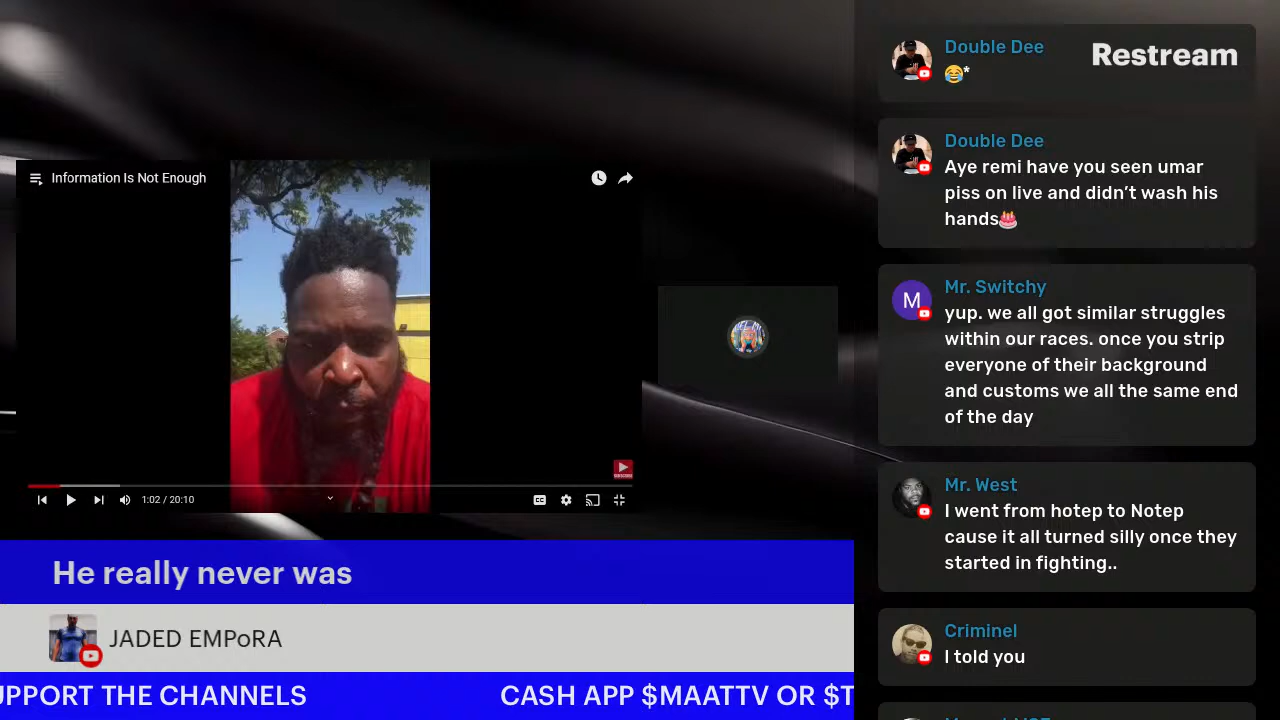 Information Is Not Enough
1:02 / 20:10
CC
SUBSCRIBE
He really never was
JADED EMPoRA
UPPORT THE CHANNELS
CASH APP $MAATTV OR $T
Restream
Double Dee
😂*
Double Dee
Aye remi have you seen umar
piss on live and didn’t wash his
hands🎂
M
Mr. Switchy
yup. we all got similar struggles
within our races. once you strip
everyone of their background
and customs we all the same end
of the day
Mr. West
I went from hotep to Notep
cause it all turned silly once they
started in fighting..
Criminel
I told you